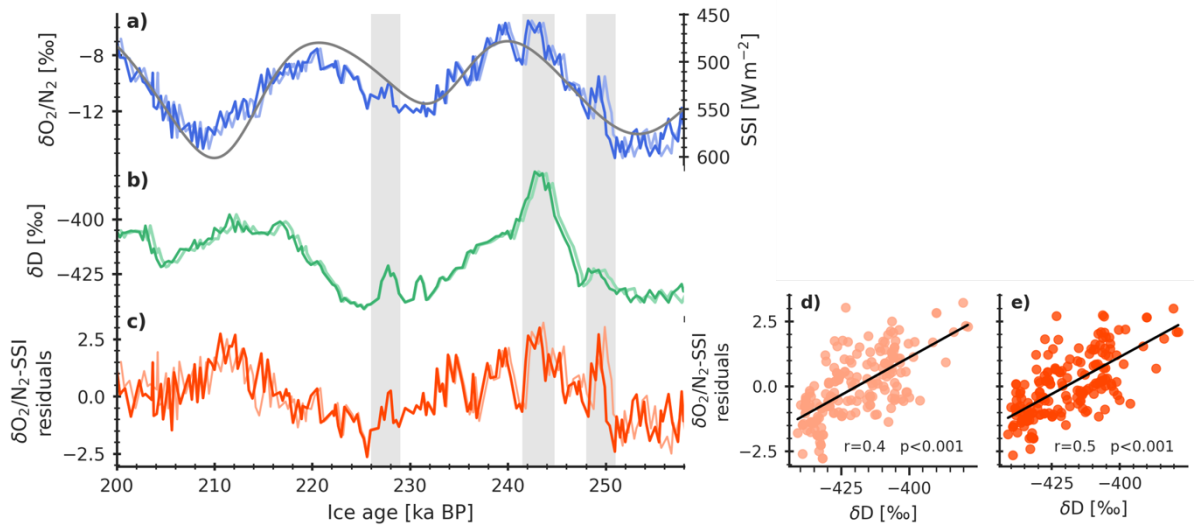 a)
δO₂/N₂ [‰]
−8
−12
450
500
550
600
SSI [W m⁻²]
b)
δD [‰]
−400
−425
c)
δO₂/N₂-SSI
residuals
2.5
0.0
−2.5
200
210
220
230
240
250
Ice age [ka BP]
d)
δO₂/N₂-SSI
residuals
2.5
0.0
−2.5
r=0.4 p<0.001
−425
−400
δD [‰]
e)
r=0.5 p<0.001
−425
−400
δD [‰]